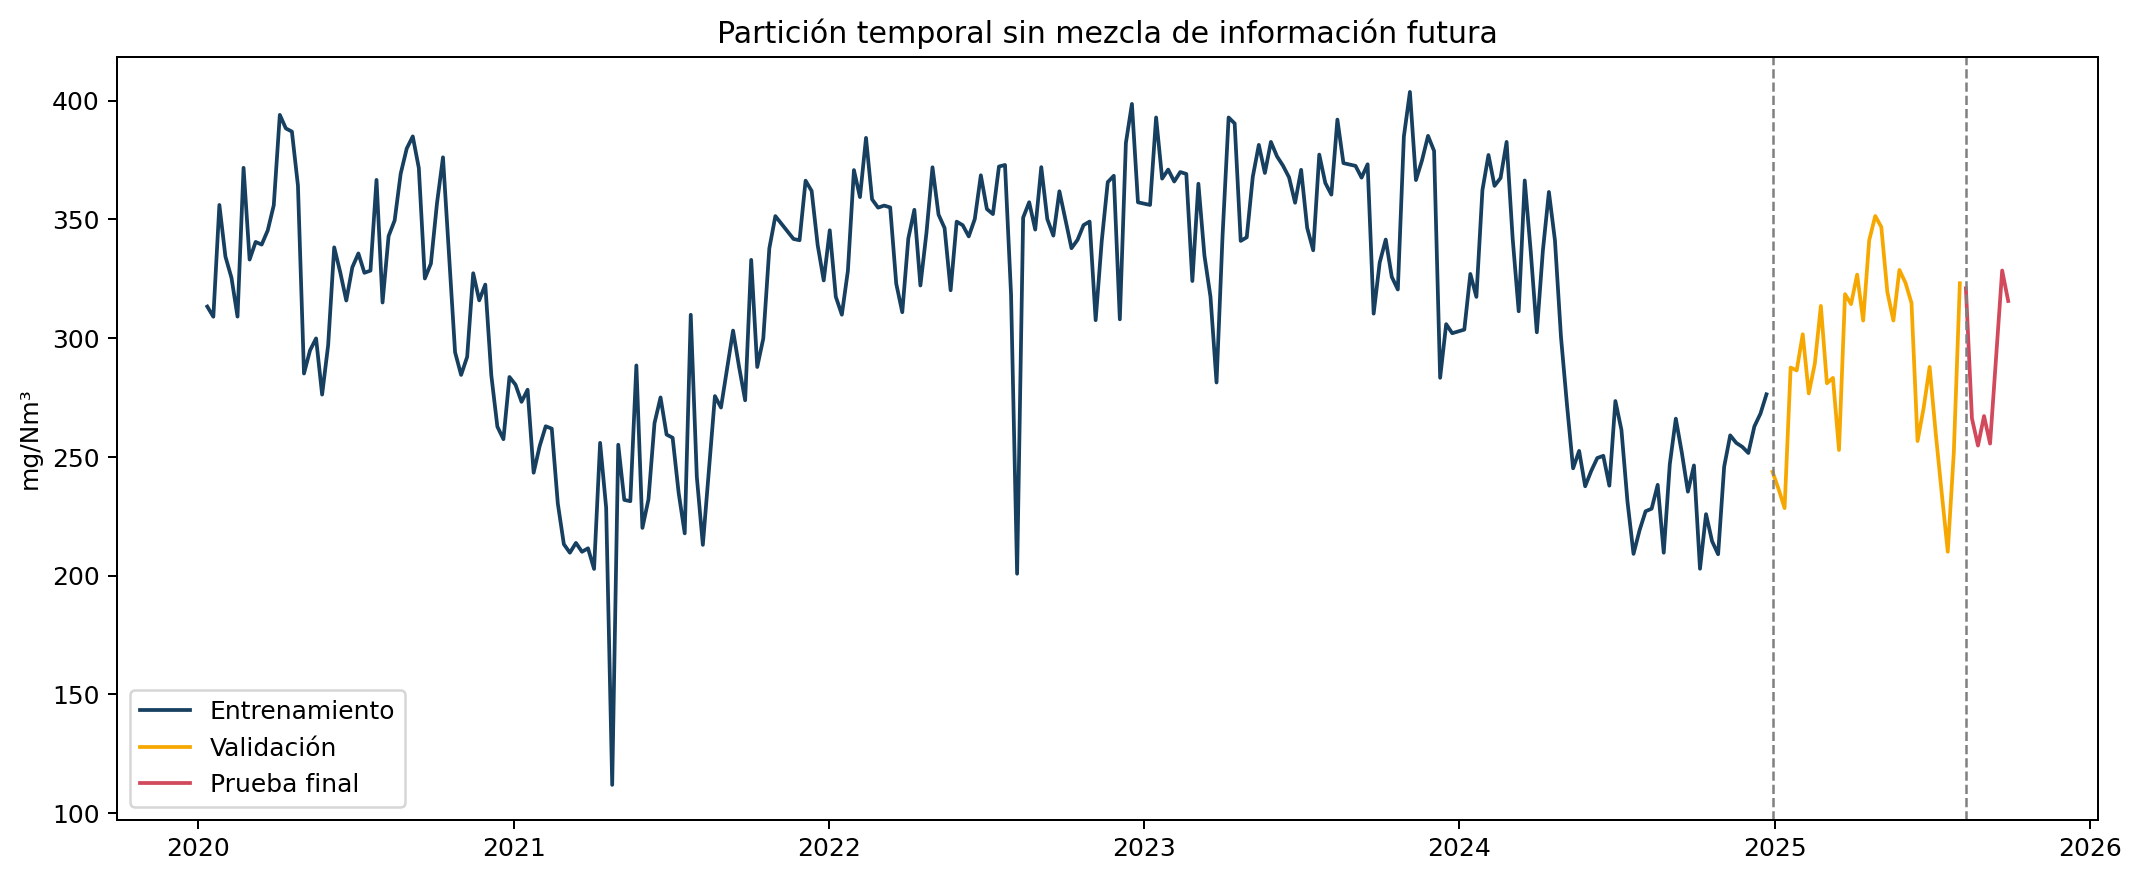 Partición temporal sin mezcla de información futura
mg/Nm³
400
350
300
250
200
150
100
Entrenamiento
Validación
Prueba final
2020
2021
2022
2023
2024
2025
2026